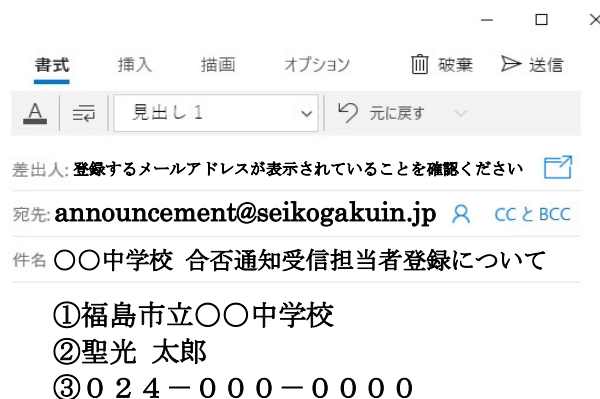 書式 挿入 描画 オプション 破棄 送信
A 見出し 1 元に戻す
差出人: 登録するメールアドレスが表示されていることを確認ください
宛先: announcement@seikogakuin.jp CC と BCC
件名 〇〇中学校 合否通知受信担当者登録について
①福島市立〇〇中学校
②聖光 太郎
③０２４－０００－００００